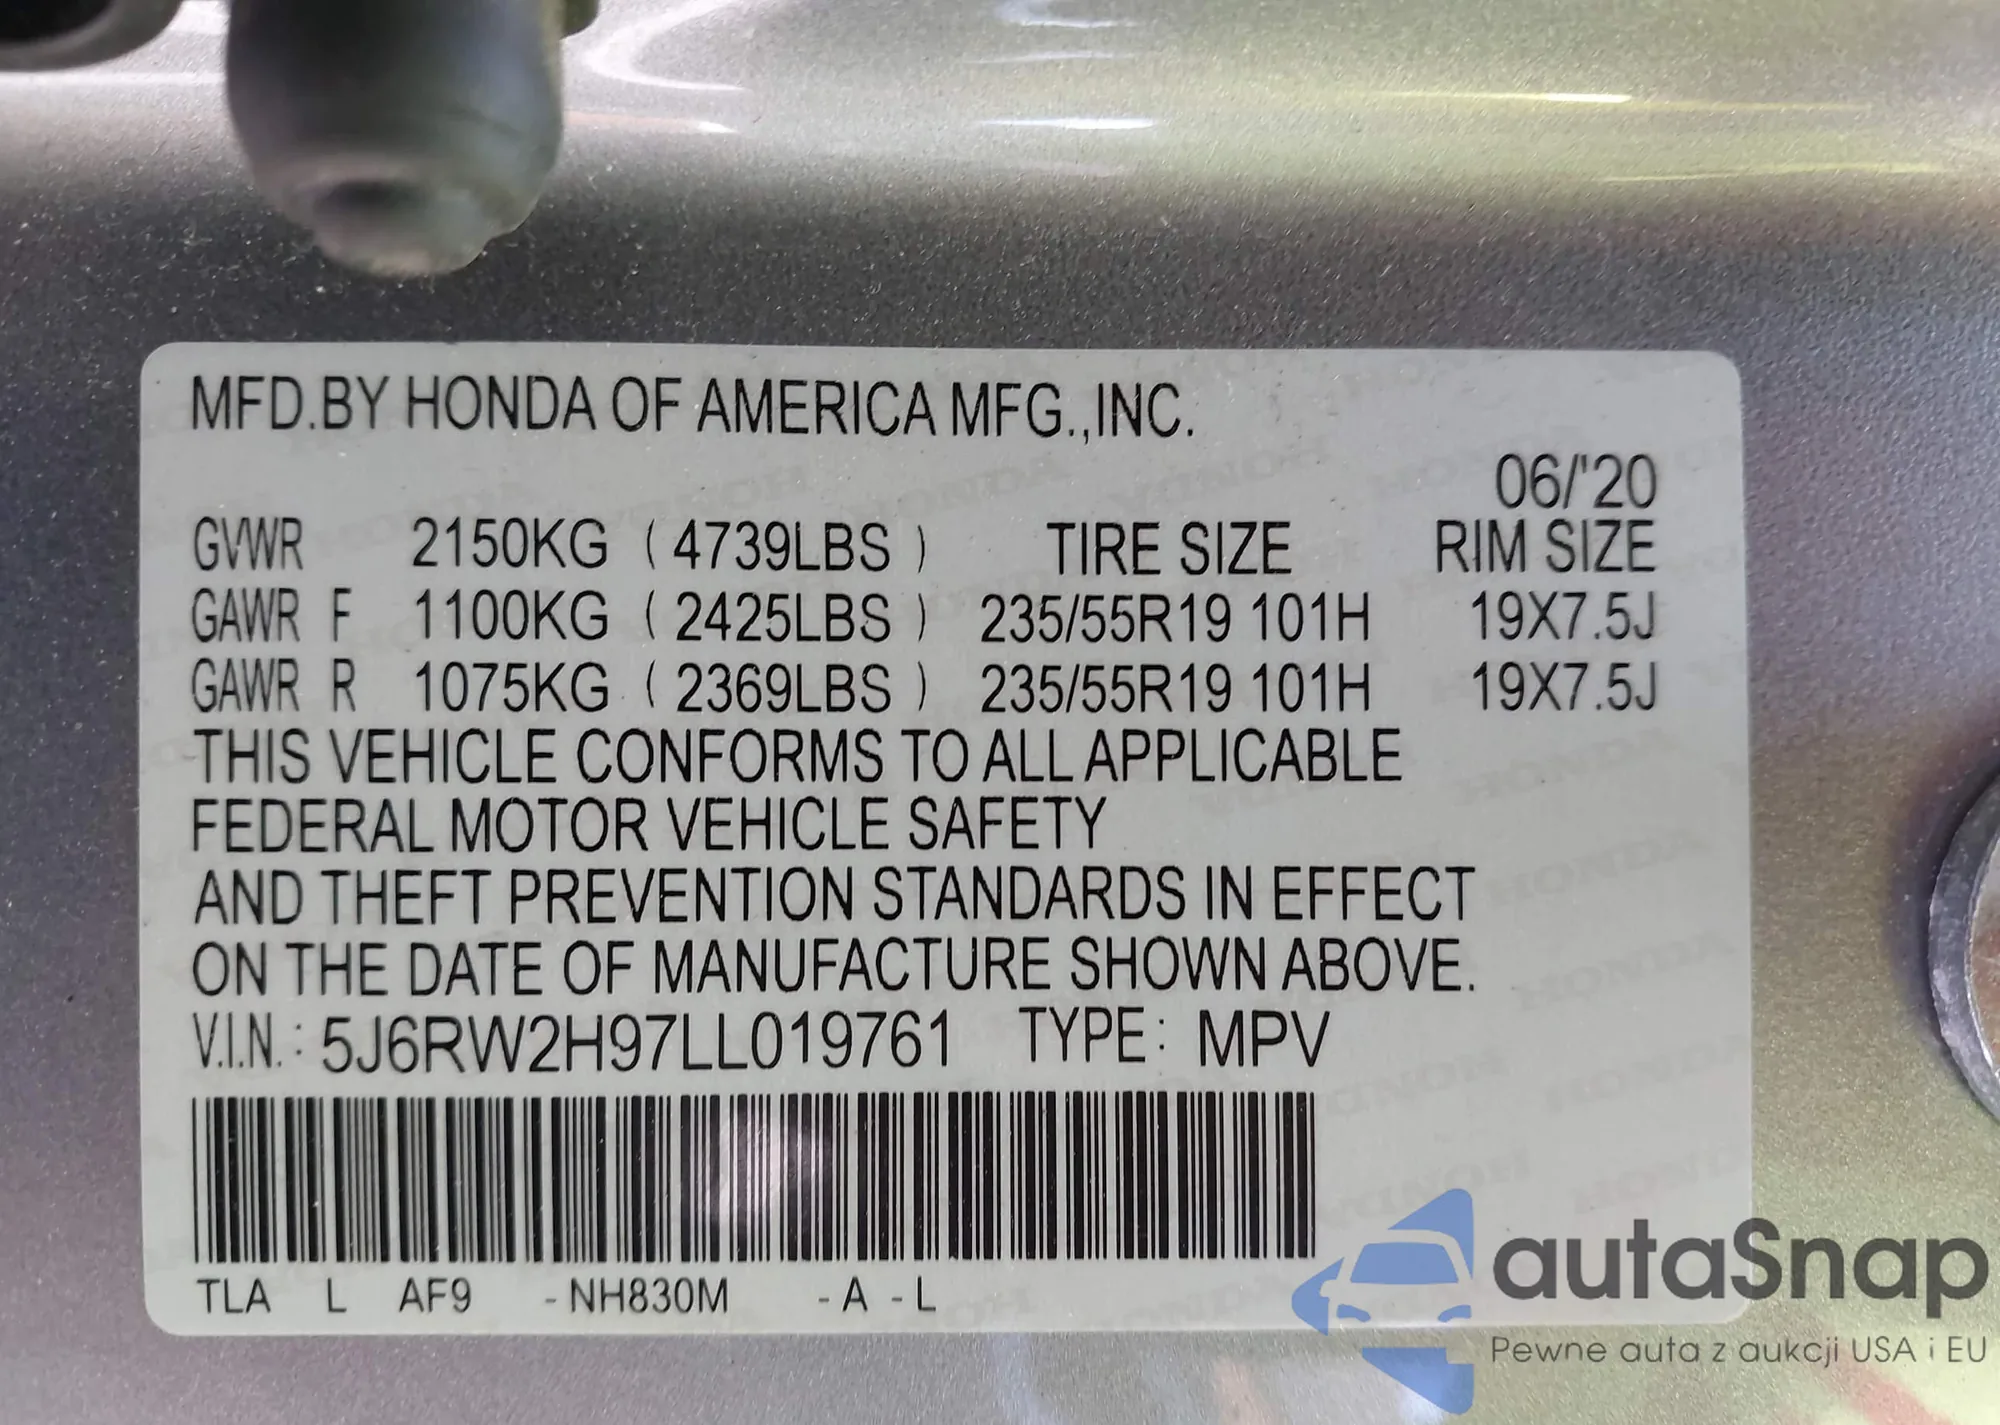 MFD.BY HONDA OF AMERICA MFG.,INC.
06/'20
GVWR 2150KG ( 4739LBS ) TIRE SIZE RIM SIZE
GAWR F 1100KG ( 2425LBS ) 235/55R19 101H 19X7.5J
GAWR R 1075KG ( 2369LBS ) 235/55R19 101H 19X7.5J
THIS VEHICLE CONFORMS TO ALL APPLICABLE
FEDERAL MOTOR VEHICLE SAFETY
AND THEFT PREVENTION STANDARDS IN EFFECT
ON THE DATE OF MANUFACTURE SHOWN ABOVE.
V.I.N.: 5J6RW2H97LL019761 TYPE: MPV
TLA L AF9 -NH830M -A -L
autaSnap
Pewne auta z aukcji USA i EU